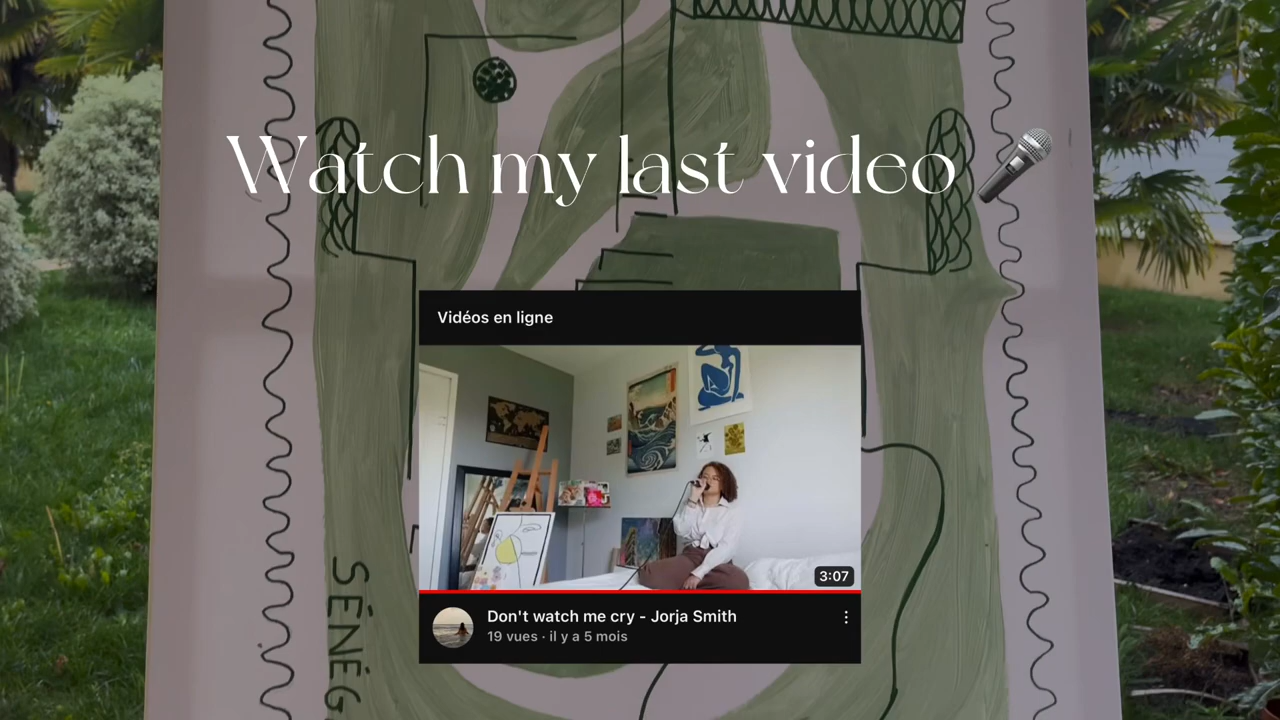 Watch my last video 🎤
Vidéos en ligne
3:07
Don't watch me cry - Jorja Smith
19 vues · il y a 5 mois
SÉNÉG